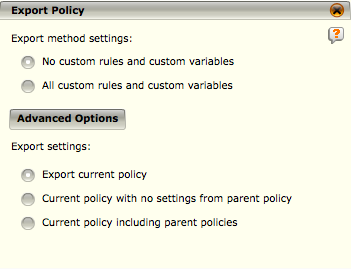 Export Policy
Export method settings:
No custom rules and custom variables
All custom rules and custom variables
Advanced Options
Export settings:
Export current policy
Current policy with no settings from parent policy
Current policy including parent policies